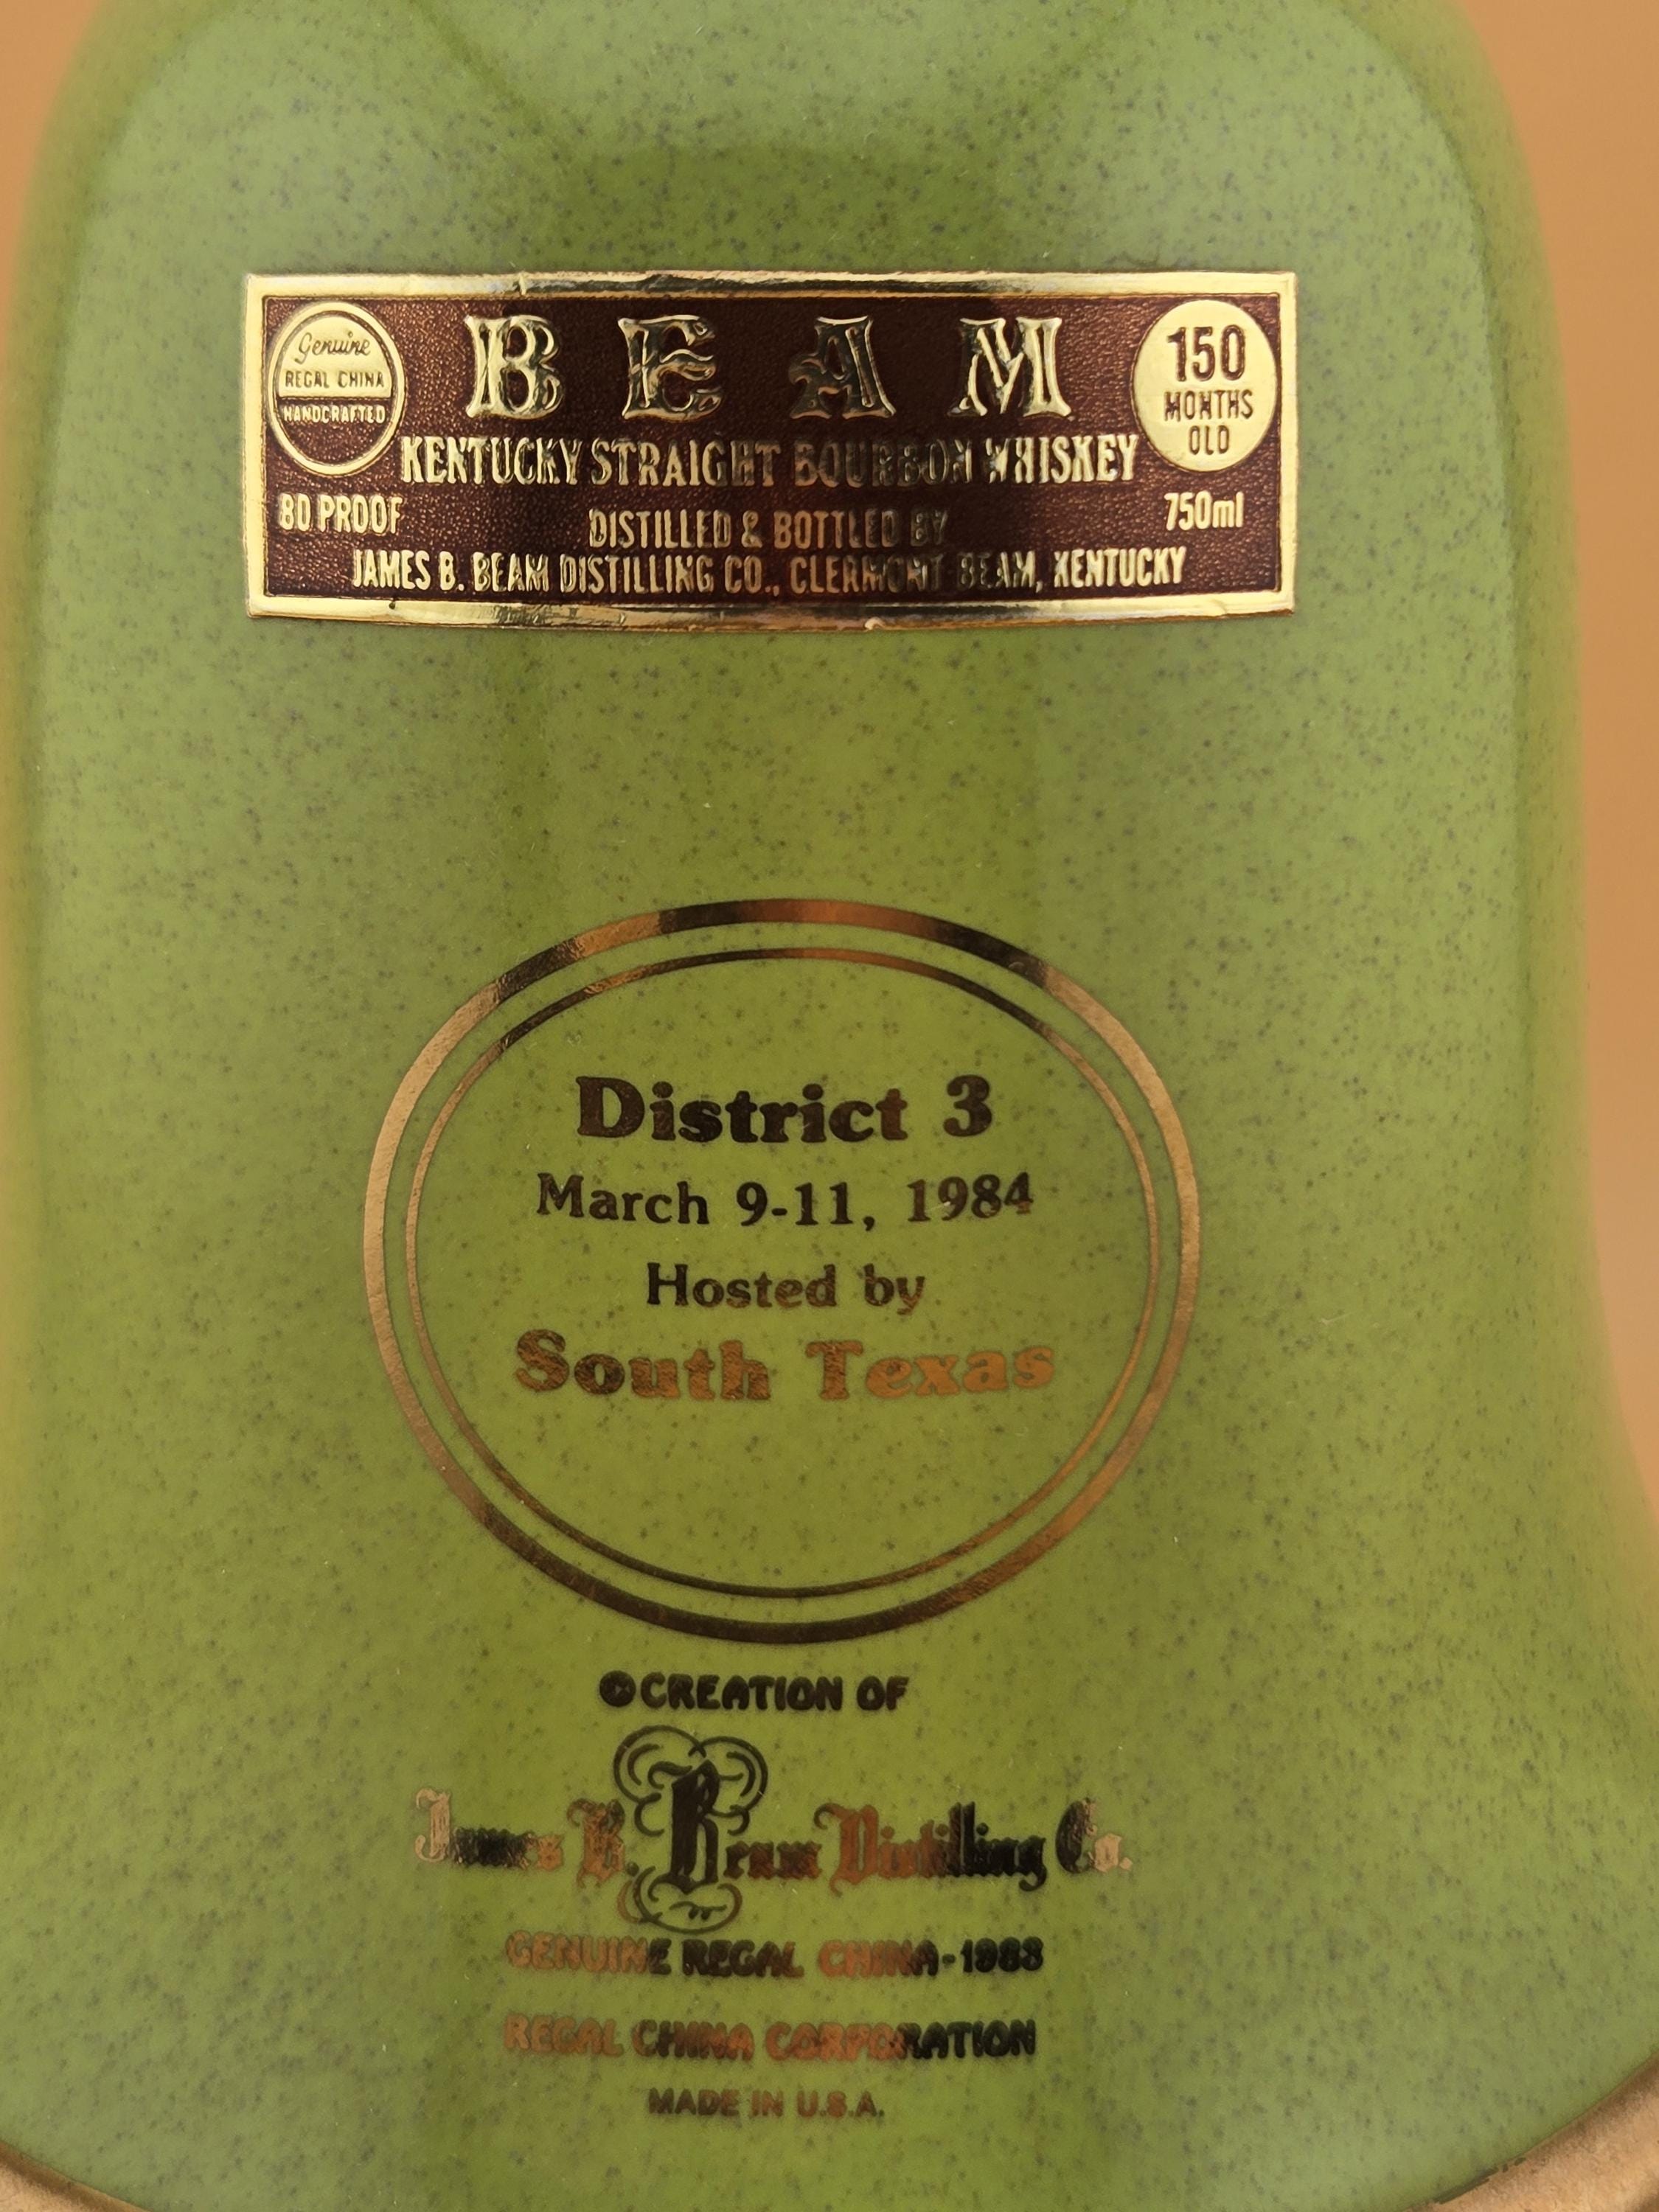 Genuine
REGAL CHINA
HANDCRAFTED
BEAM
150
MONTHS
OLD
KENTUCKY STRAIGHT BOURBON WHISKEY
80 PROOF
DISTILLED & BOTTLED BY
750ml
JAMES B. BEAM DISTILLING CO., CLERMONT BEAM, KENTUCKY
District 3
March 9-11, 1984
Hosted by
South Texas
©CREATION OF
James B. Beam Distilling Co.
GENUINE REGAL CHINA-1983
REGAL CHINA CORPORATION
MADE IN U.S.A.